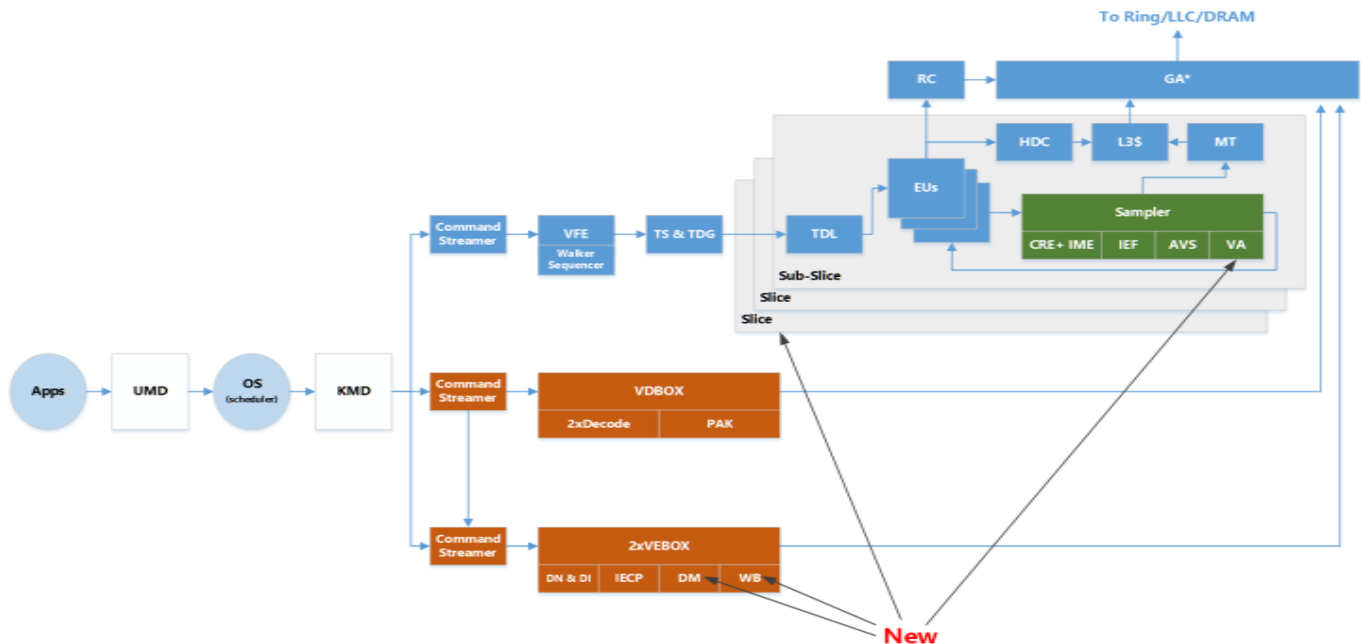 To Ring/LLC/DRAM
RC
GA*
HDC
L3$
MT
EUs
Sampler
CRE+ IME
IEF
AVS
VA
Command
Streamer
VFE
Walker
Sequencer
TS & TDG
TDL
Sub-Slice
Slice
Slice
Apps
UMD
OS
(scheduler)
KMD
Command
Streamer
VDBOX
2xDecode
PAK
Command
Streamer
2xVEBOX
DN & DI
IECP
DM
WB
New